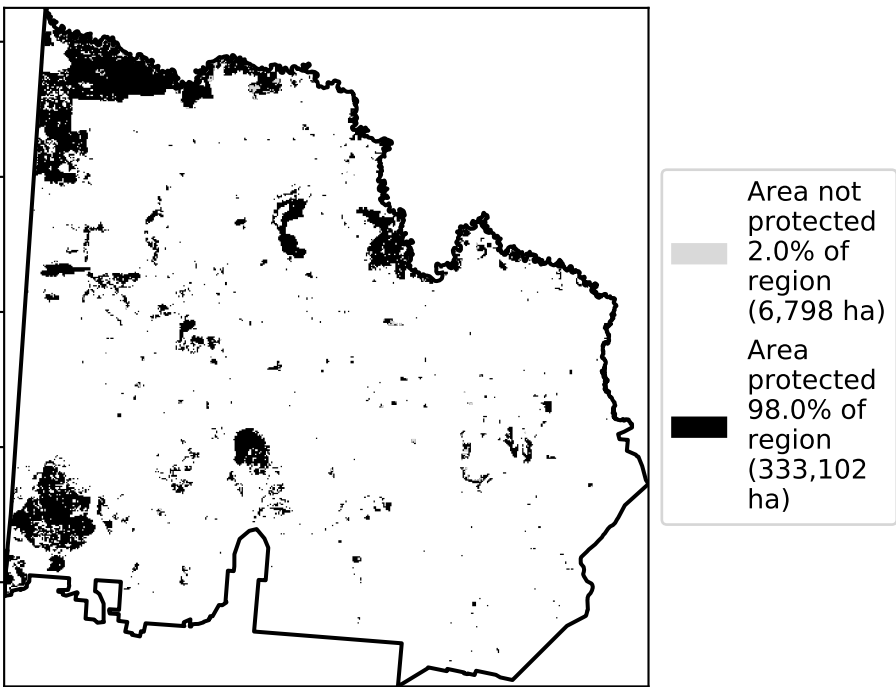 Area not
protected
2.0% of
region
(6,798 ha)
Area
protected
98.0% of
region
(333,102
ha)